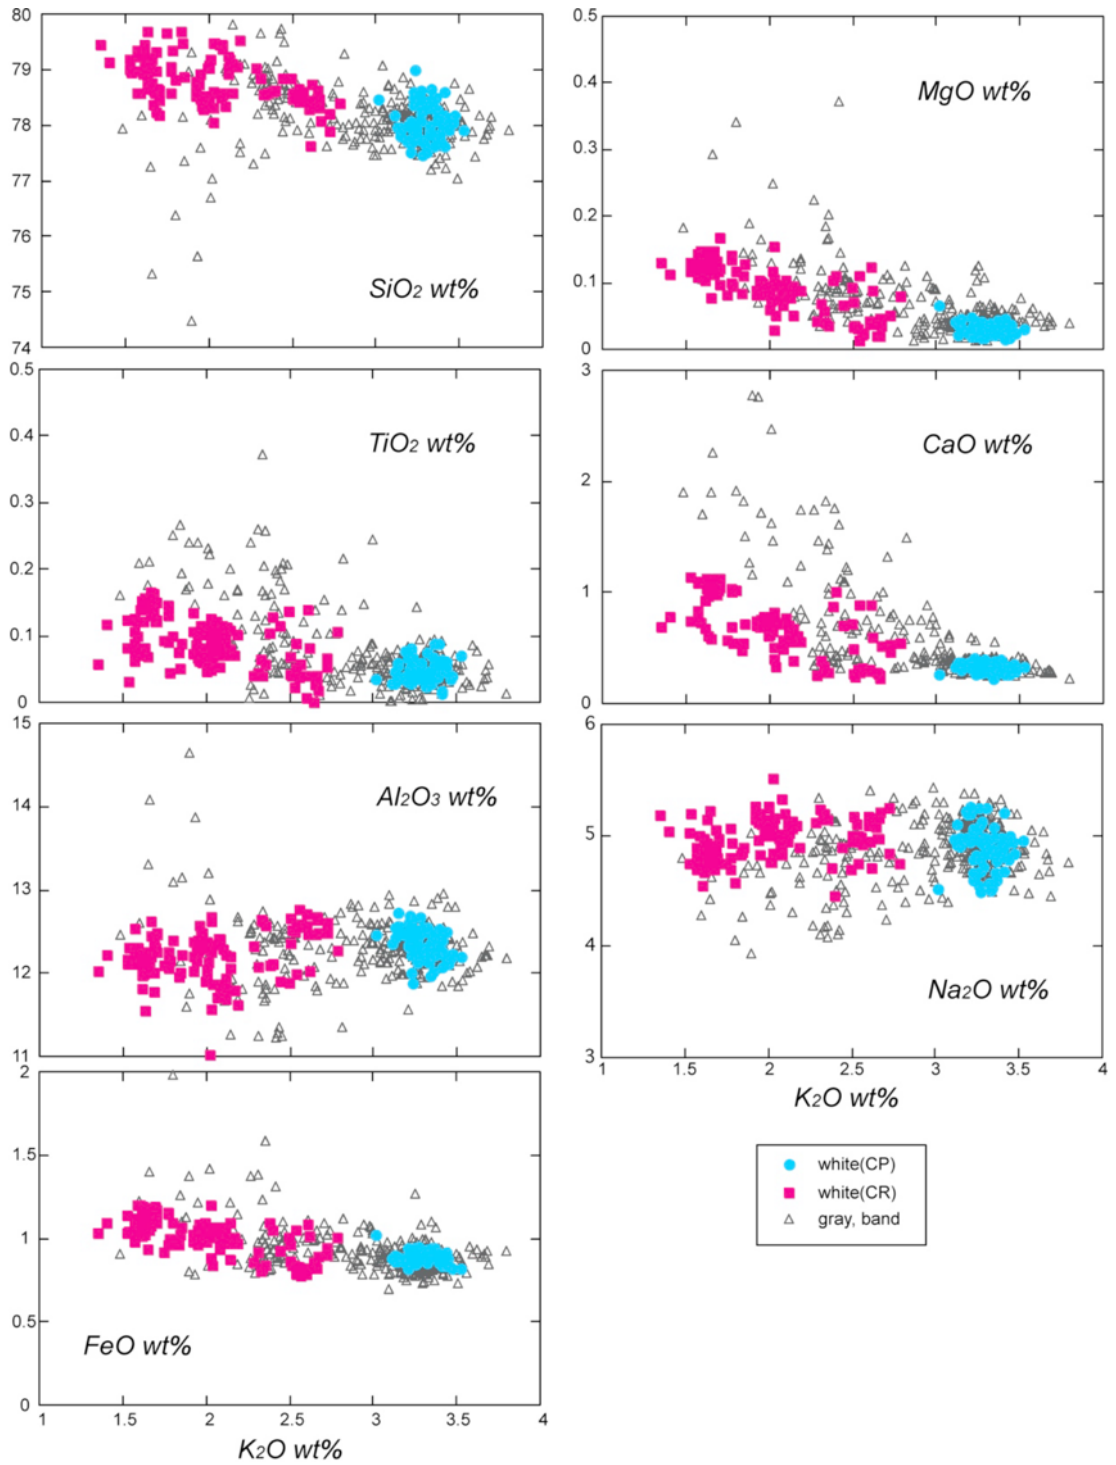 80
79
78
77
76
75
74
SiO2 wt%
0.5
0.4
0.3
0.2
0.1
0
MgO wt%
0.5
0.4
0.3
0.2
0.1
0
TiO2 wt%
3
2
1
0
CaO wt%
15
14
13
12
11
Al2O3 wt%
6
5
4
3
Na2O wt%
1.5 2 2.5 3 3.5 4
K2O wt%
2
1.5
1
0.5
0
FeO wt%
1 1.5 2 2.5 3 3.5 4
K2O wt%
white(CP)
white(CR)
gray, band